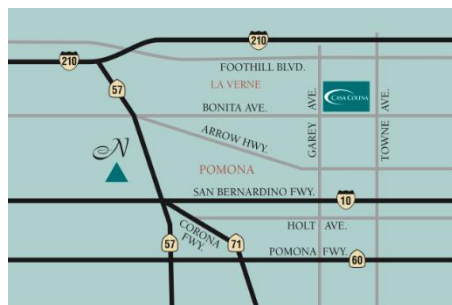 210
210
FOOTHILL BLVD.
57
LA VERNE
CASA COLINA
BONITA AVE.
GAREY AVE.
TOWNE AVE.
ARROW HWY.
N
POMONA
SAN BERNARDINO FWY.
10
HOLT AVE.
CORONA FWY.
57
71
POMONA FWY.
60